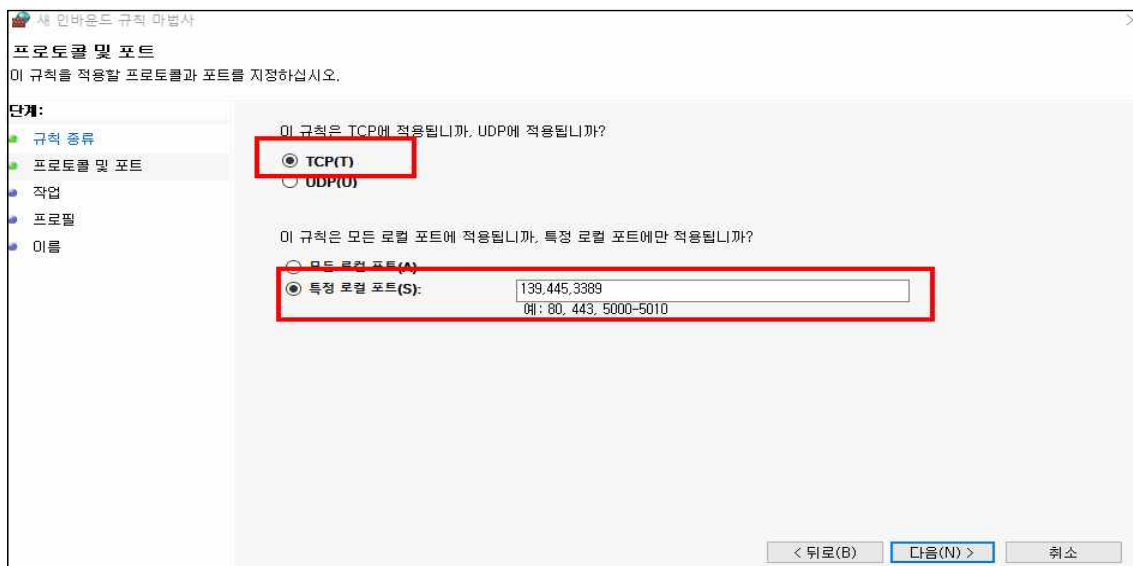 새 인바운드 규칙 마법사
프로토콜 및 포트
이 규칙을 적용할 프로토콜과 포트를 지정하십시오.
단계:
규칙 종류
프로토콜 및 포트
작업
프로필
이름
이 규칙은 TCP에 적용됩니까, UDP에 적용됩니까?
TCP(T)
UDP(U)
이 규칙은 모든 로컬 포트에 적용됩니까, 특정 로컬 포트에만 적용됩니까?
모든 로컬 포트(A)
특정 로컬 포트(S): 139,445,3389
예: 80, 443, 5000-5010
< 뒤로(B) 다음(N) > 취소